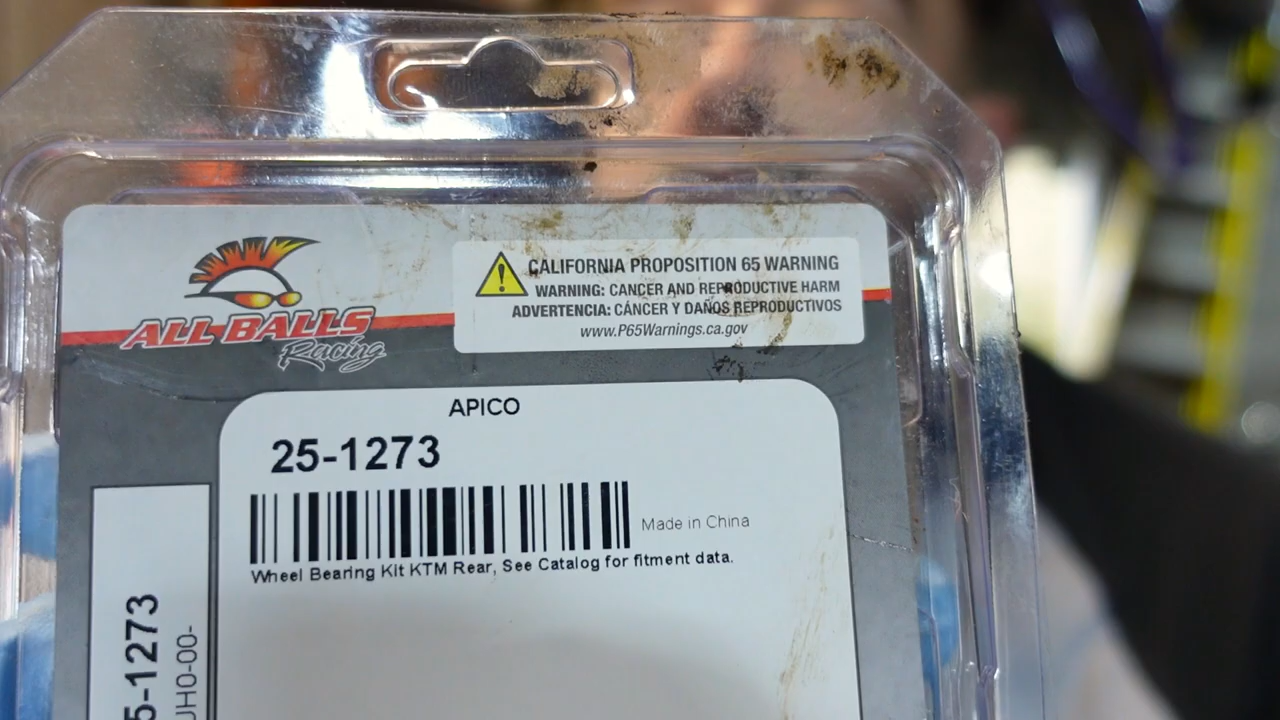 ALL BALLS
Racing
CALIFORNIA PROPOSITION 65 WARNING
WARNING: CANCER AND REPRODUCTIVE HARM
ADVERTENCIA: CÁNCER Y DAÑOS REPRODUCTIVOS
www.P65Warnings.ca.gov
APICO
25-1273
Made in China
Wheel Bearing Kit KTM Rear, See Catalog for fitment data.
5-1273
JH0-00-